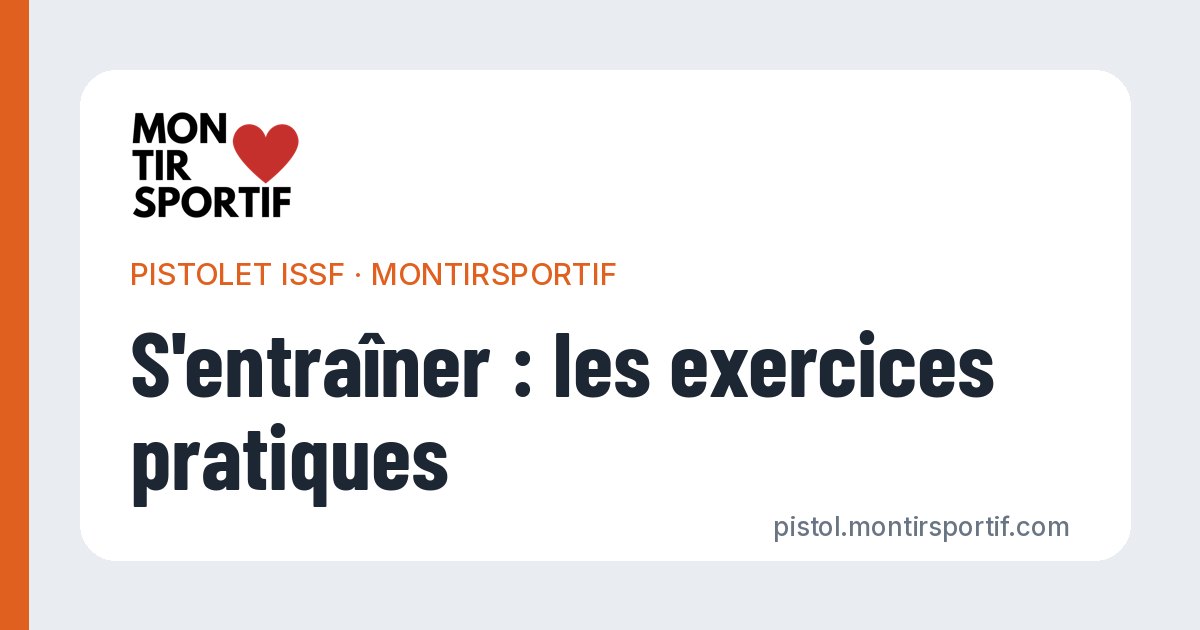 MON
TIR
SPORTIF
PISTOLET ISSF · MONTIRSPORTIF
S'entraîner : les exercices
pratiques
pistol.montirsportif.com